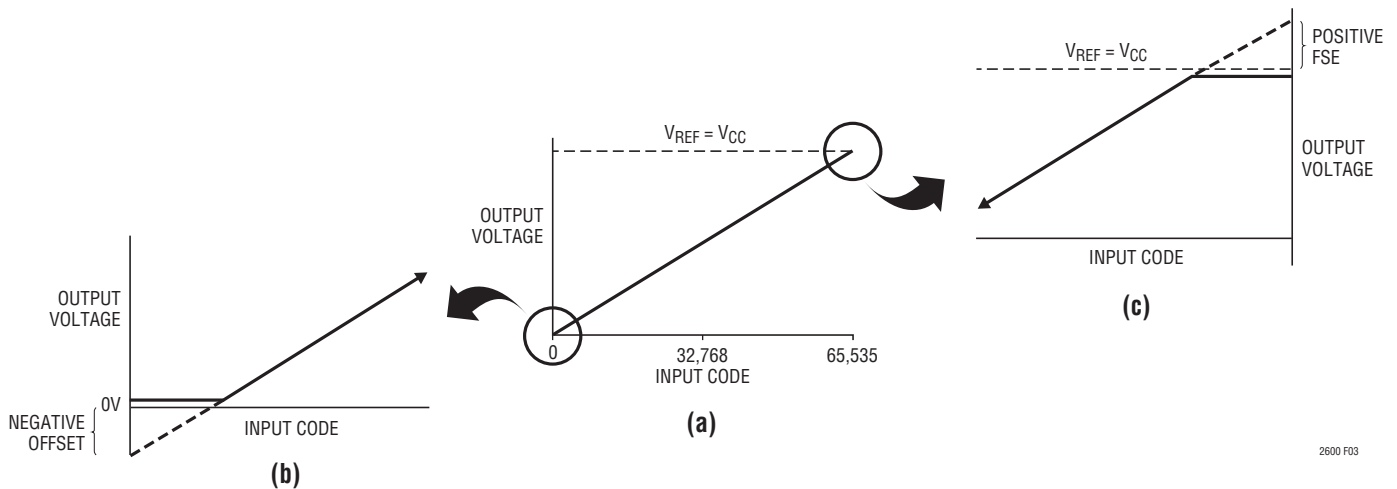 OUTPUT
VOLTAGE
0V
NEGATIVE
OFFSET
INPUT CODE
(b)
V_REF = V_CC
OUTPUT
VOLTAGE
0
32,768
65,535
INPUT CODE
(a)
V_REF = V_CC
POSITIVE
FSE
OUTPUT
VOLTAGE
INPUT CODE
(c)
2600 F03